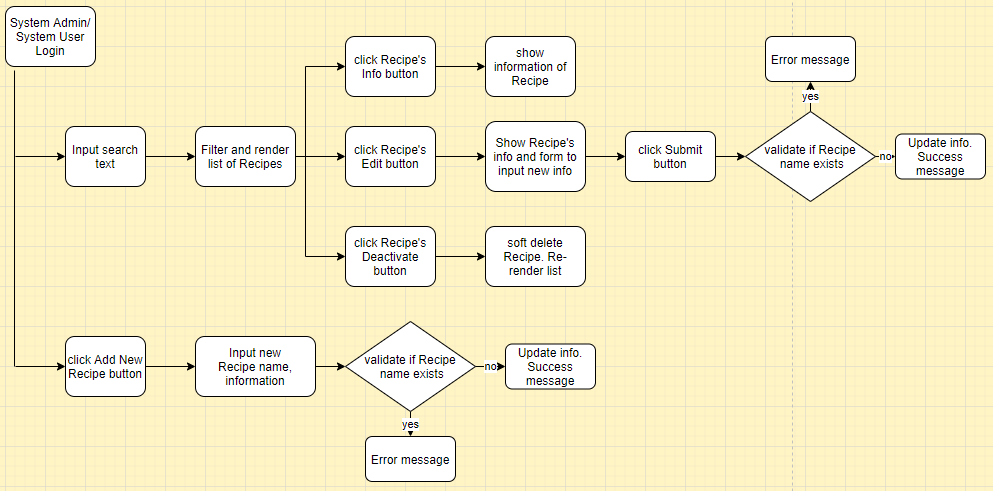 System Admin/
System User
Login
click Recipe's
Info button
show
information of
Recipe
Error message
yes
Input search
text
Filter and render
list of Recipes
click Recipe's
Edit button
Show Recipe's
info and form to
input new info
click Submit
button
validate if Recipe
name exists
no
Update info.
Success
message
click Recipe's
Deactivate
button
soft delete
Recipe. Re-
render list
click Add New
Recipe button
Input new
Recipe name,
information
validate if Recipe
name exists
no
Update info.
Success
message
yes
Error message